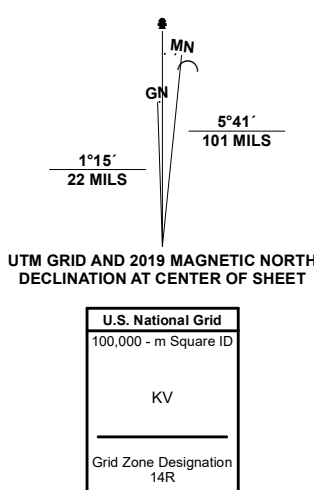 MN
GN
5°41´
101 MILS
1°15´
22 MILS
UTM GRID AND 2019 MAGNETIC NORTH
DECLINATION AT CENTER OF SHEET
U.S. National Grid
100,000 - m Square ID
KV
Grid Zone Designation
14R